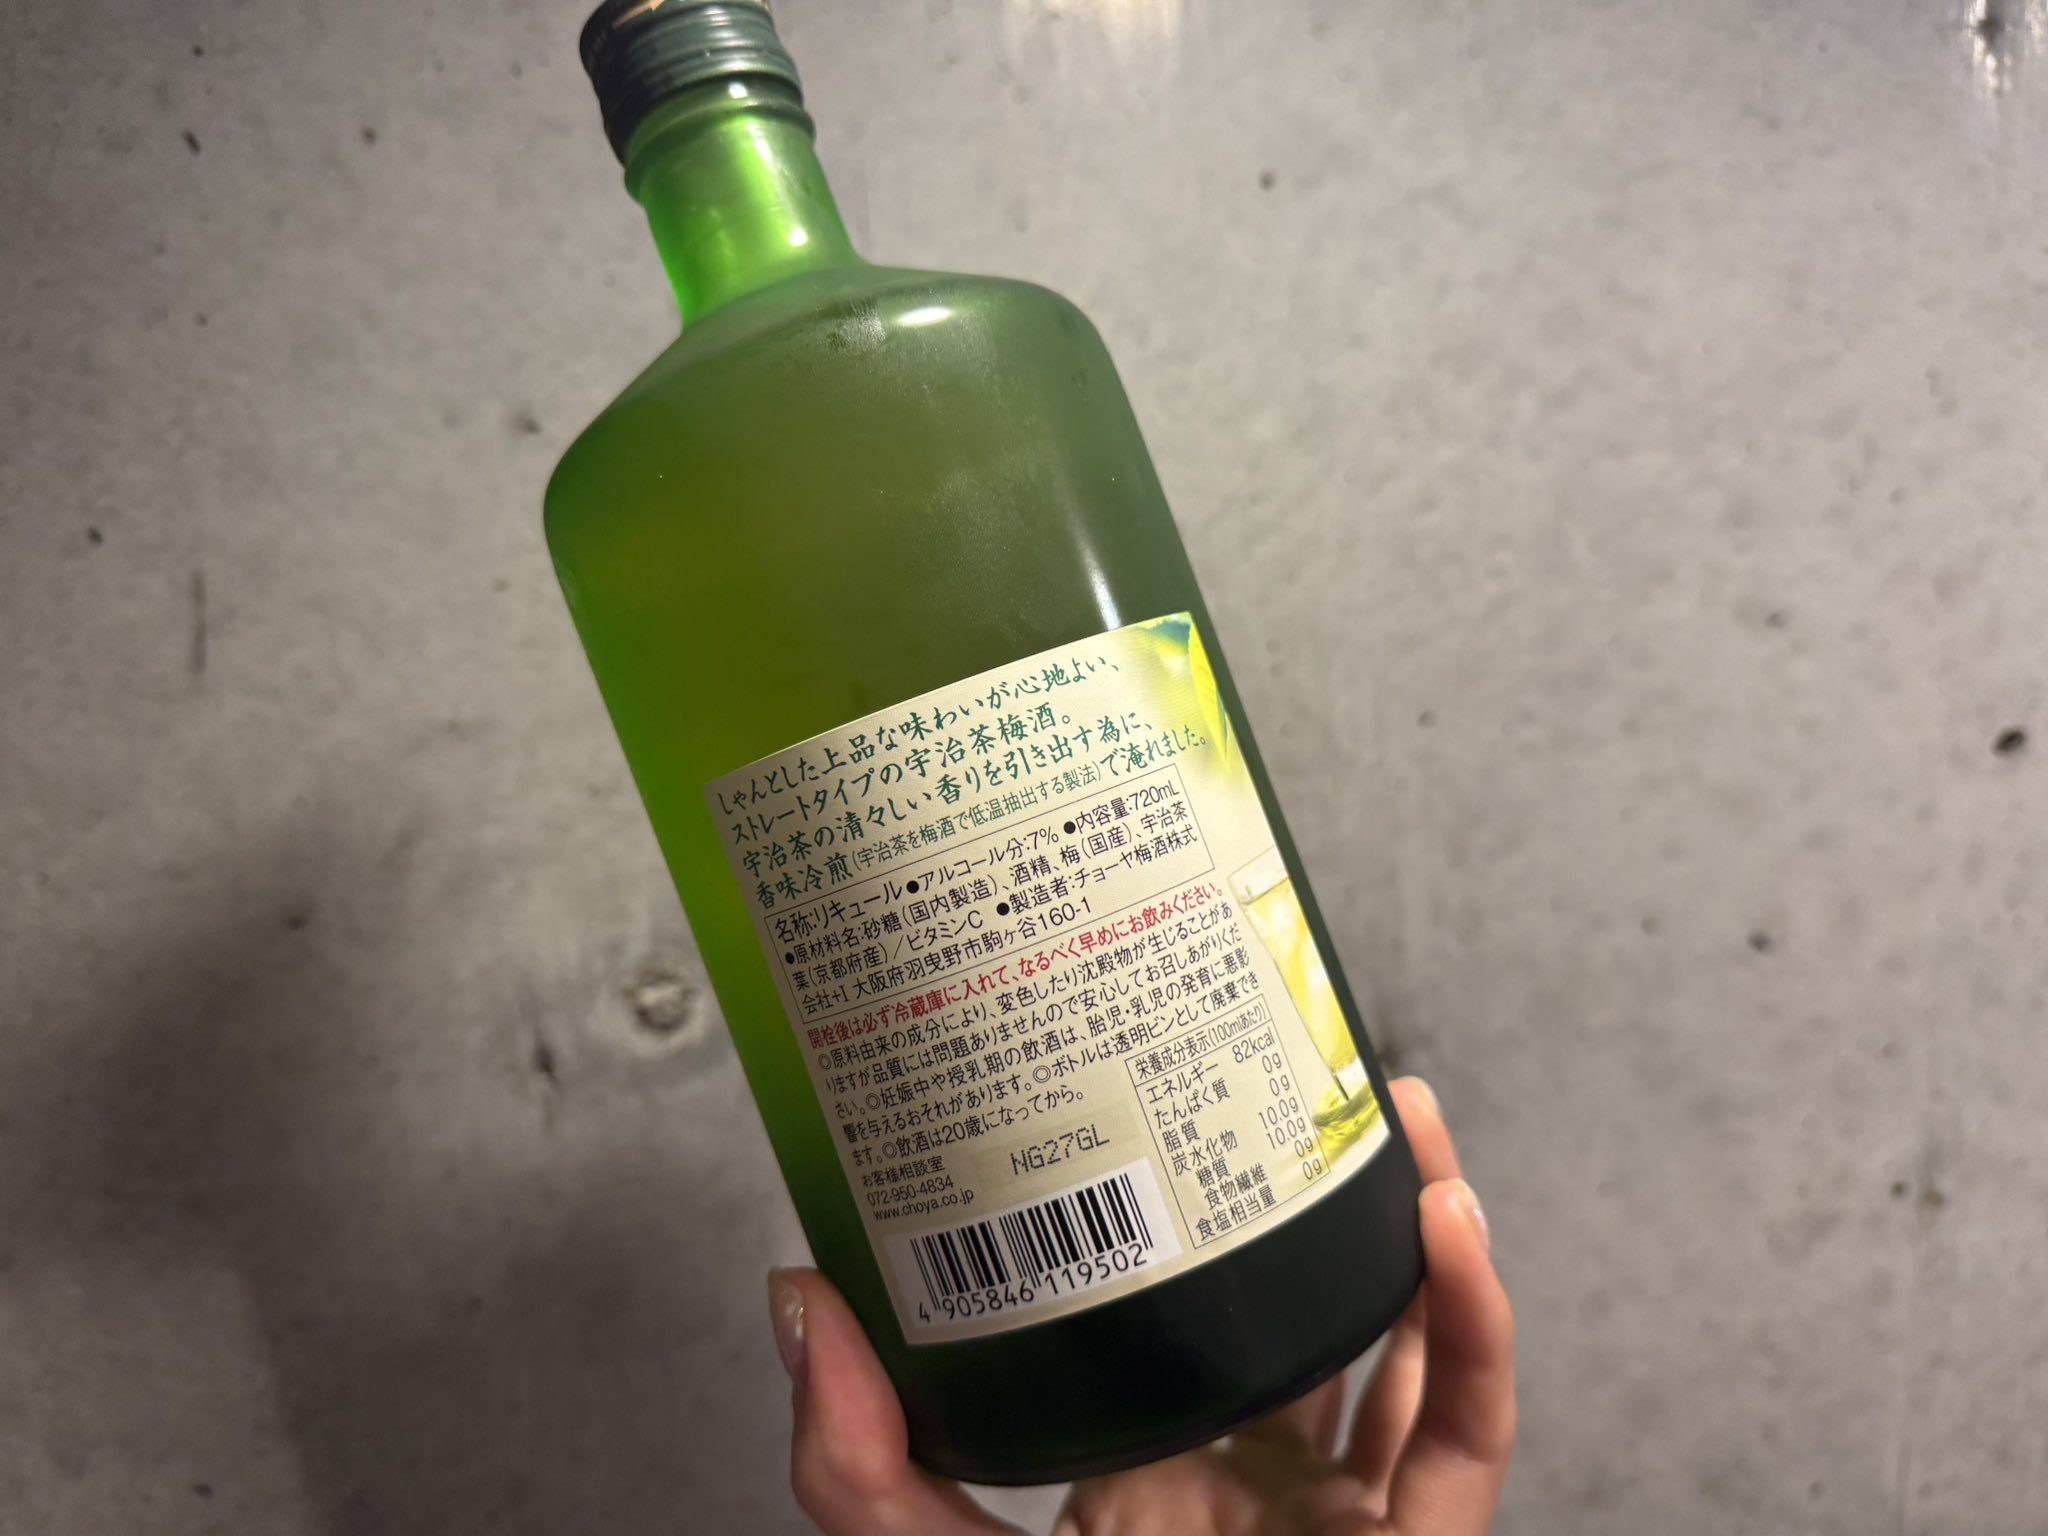 しゃんとした上品な味わいが心地よい、
ストレートタイプの宇治茶梅酒。
宇治茶の清々しい香りを引き出す為に、
香味冷煎(宇治茶を梅酒で低温抽出する製法)で淹れました。
名称:リキュール ●アルコール分:7% ●内容量:720mL
●原材料名:砂糖(国内製造)、酒精、梅(国産)、宇治茶
葉(京都府産)/ビタミンC ●製造者:チョーヤ梅酒株式
会社+I 大阪府羽曳野市駒ヶ谷160-1
開栓後は必ず冷蔵庫に入れて、なるべく早めにお飲みください。
◎原料由来の成分により、変色したり沈殿物が生じることがあ
りますが品質には問題ありませんので安心してお召しあがりくだ
さい。◎妊娠中や授乳期の飲酒は、胎児・乳児の発育に悪影
響を与えるおそれがあります。◎ボトルは透明ビンとして廃棄でき
ます。◎飲酒は20歳になってから。
お客様相談室
072-950-4834
www.choya.co.jp
NG27GL
栄養成分表示(100mlあたり)
エネルギー 82kcal
たんぱく質 0g
脂質 0g
炭水化物 10.0g
糖質 10.0g
食物繊維 0g
食塩相当量 0g
4 905846 119502